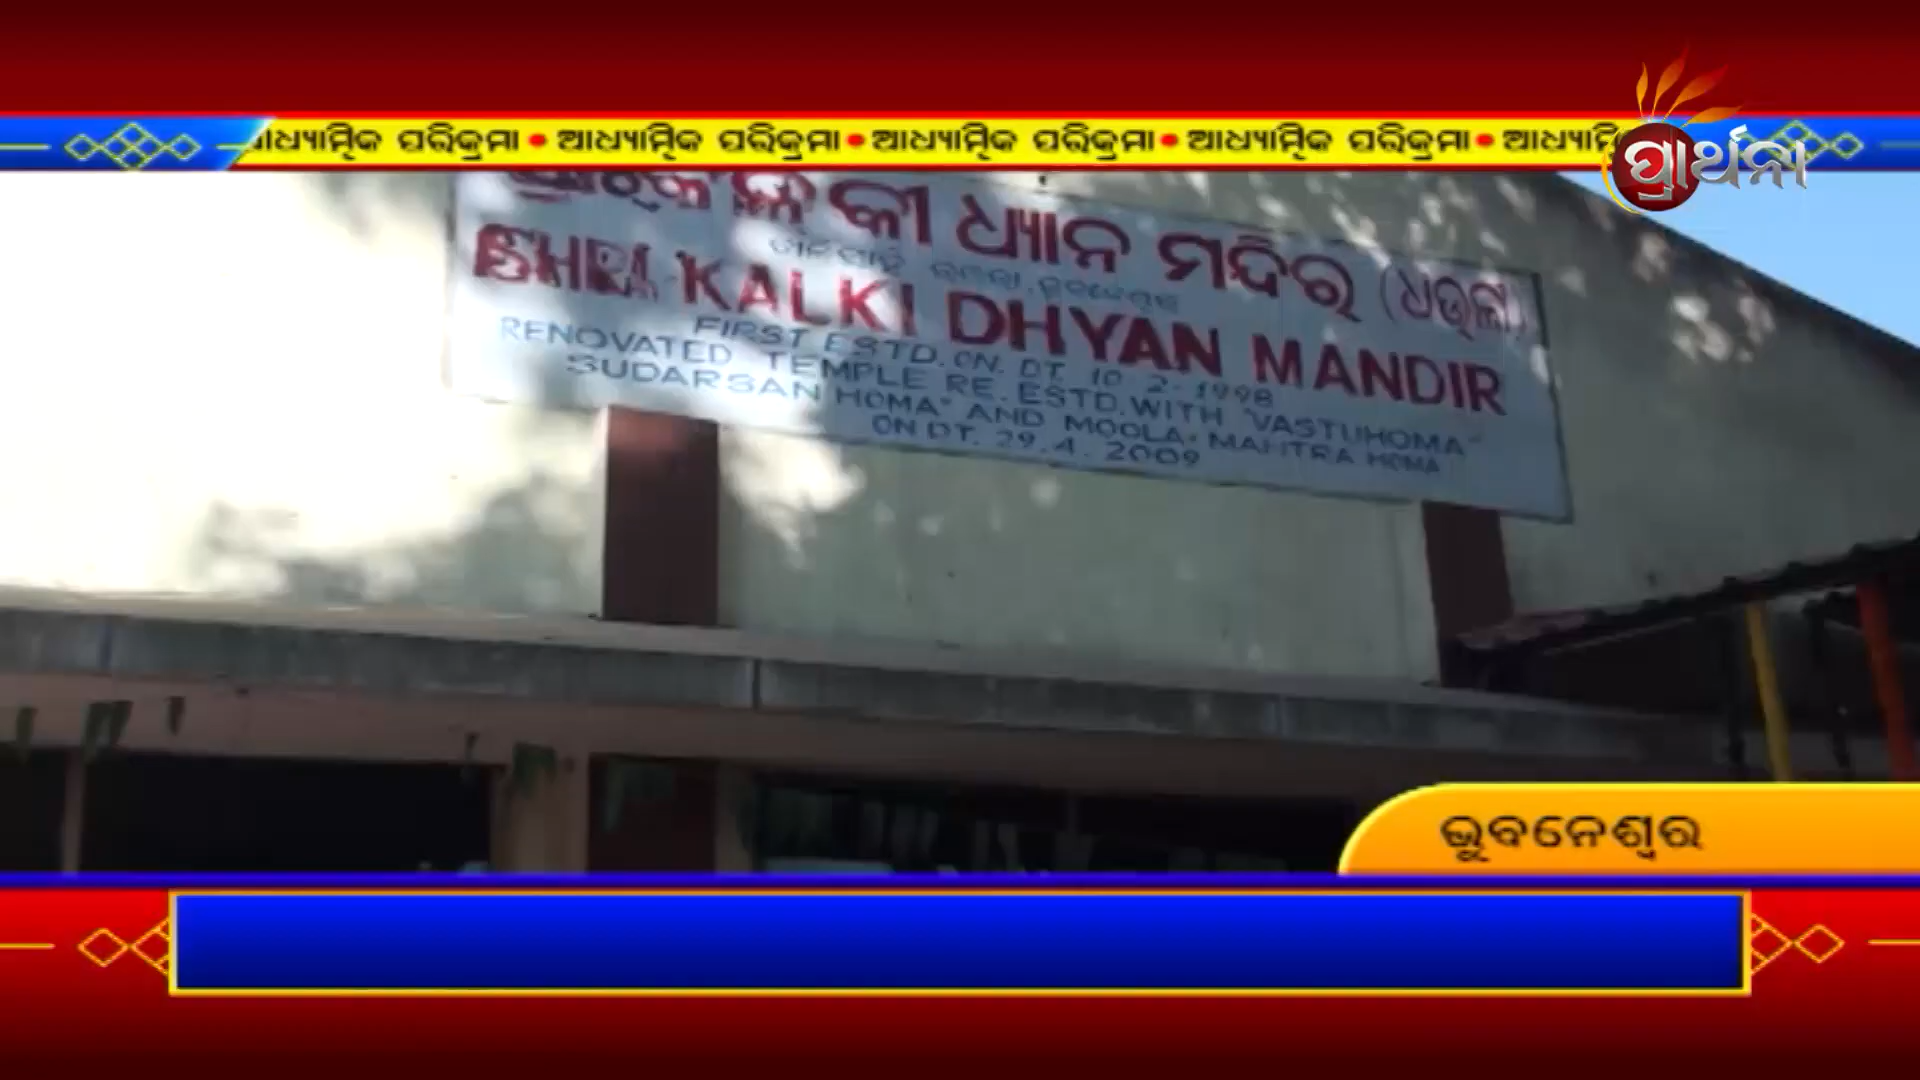 ଆଧ୍ୟାତ୍ମିକ ପରିକ୍ରମା • ଆଧ୍ୟାତ୍ମିକ ପରିକ୍ରମା • ଆଧ୍ୟାତ୍ମିକ ପରିକ୍ରମା • ଆଧ୍ୟାତ୍ମିକ ପରିକ୍ରମା •
ପ୍ରାର୍ଥନା
କୀ ଧ୍ୟାନ ମନ୍ଦିର (ଧଉଳି)
SHRI KALKI DHYAN MANDIR
FIRST ESTD. ON. DT. 10-2-1998
RENOVATED TEMPLE RE. ESTD. WITH "VASTUHOMA"
"SUDARSAN HOMA" AND MOOLA-MANTRA HOMA
ON DT. 29.4.2009
ଭୁବନେଶ୍ୱର